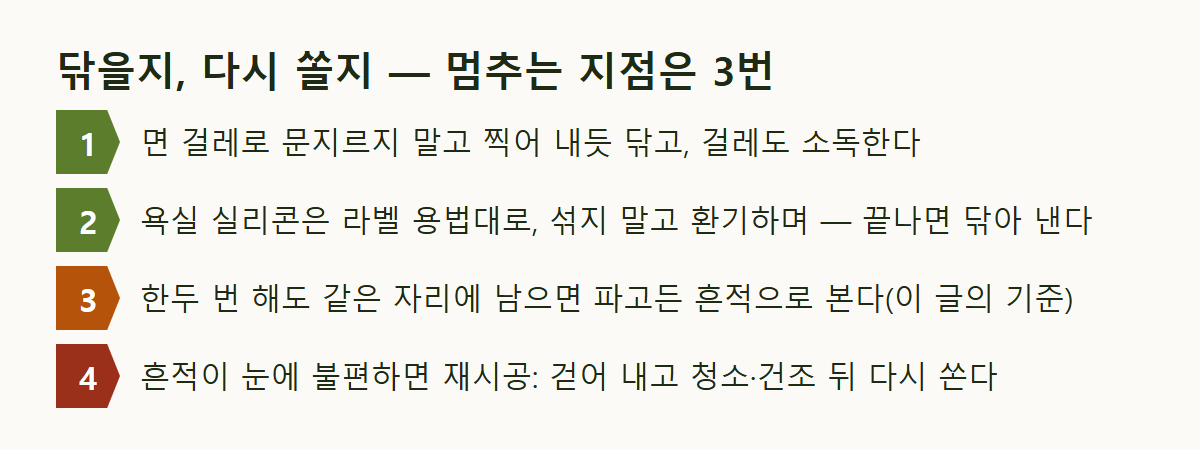 닦을지, 다시 쏠지 — 멈추는 지점은 3번
1 면 걸레로 문지르지 말고 찍어 내듯 닦고, 걸레도 소독한다
2 욕실 실리콘은 라벨 용법대로, 섞지 말고 환기하며 — 끝나면 닦아 낸다
3 한두 번 해도 같은 자리에 남으면 파고든 흔적으로 본다(이 글의 기준)
4 흔적이 눈에 불편하면 재시공: 걷어 내고 청소·건조 뒤 다시 쏜다